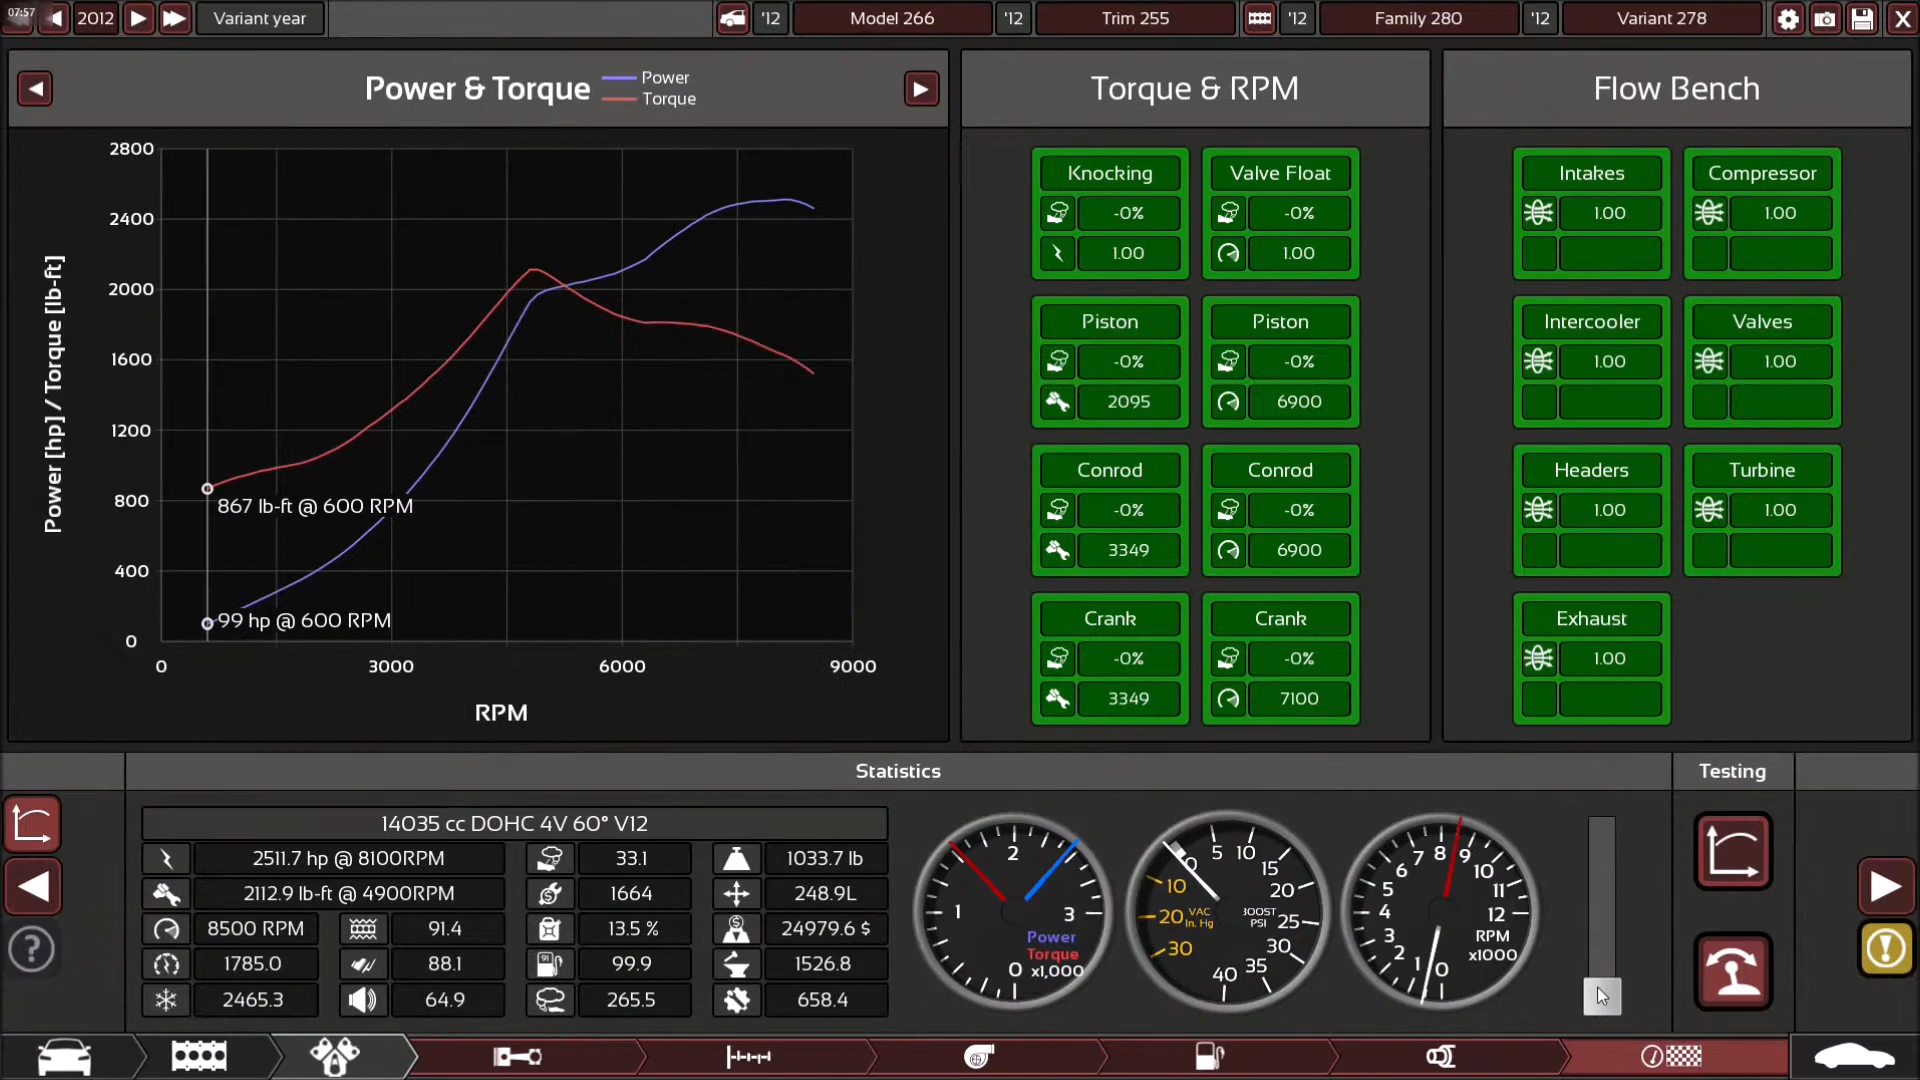 07:57
2012
Variant year
'12
Model 266
'12
Trim 255
'12
Family 280
'12
Variant 278
Power & Torque
Power
Torque
Torque & RPM
Flow Bench
2800
2400
2000
1600
1200
800
400
0
Power [hp] / Torque [lb-ft]
867 lb-ft @ 600 RPM
99 hp @ 600 RPM
0
3000
6000
9000
RPM
Knocking
-0%
1.00
Valve Float
-0%
1.00
Piston
-0%
2095
Piston
-0%
6900
Conrod
-0%
3349
Conrod
-0%
6900
Crank
-0%
3349
Crank
-0%
7100
Intakes
1.00
Compressor
1.00
Intercooler
1.00
Valves
1.00
Headers
1.00
Turbine
1.00
Exhaust
1.00
Statistics
Testing
14035 cc DOHC 4V 60° V12
2511.7 hp @ 8100RPM
33.1
1033.7 lb
2112.9 lb-ft @ 4900RPM
1664
248.9L
8500 RPM
91.4
13.5 %
24979.6 $
1785.0
88.1
99.9
1526.8
2465.3
64.9
265.5
658.4
0
1
2
3
Power
Torque
x1,000
30
20
10
0
5
10
15
20
25
30
35
40
VAC
In. Hg
BOOST
PSI
0
1
2
3
4
5
6
7
8
9
10
11
12
RPM
x1000